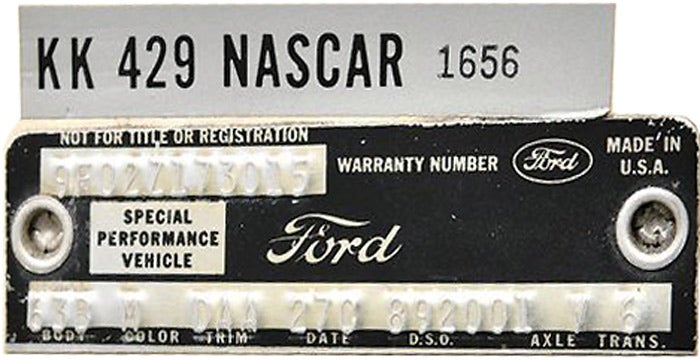 KK 429 NASCAR 1656
NOT FOR TITLE OR REGISTRATION
9F02Z173015
WARRANTY NUMBER
Ford
MADE IN U.S.A.
SPECIAL PERFORMANCE VEHICLE
Ford
63B M DAA 27C 892001 V 6
BODY COLOR TRIM DATE D.S.O. AXLE TRANS.